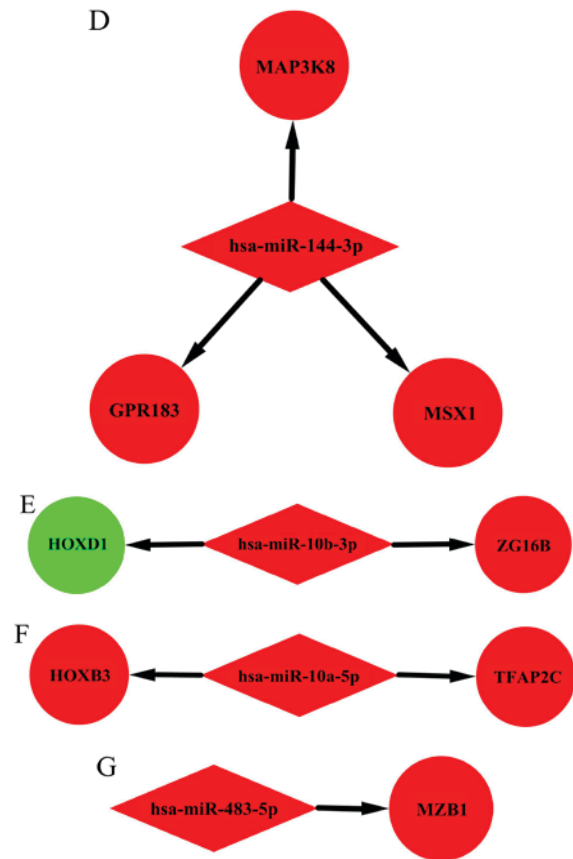 D
MAP3K8
hsa-miR-144-3p
GPR183
MSX1
E
HOXD1
hsa-miR-10b-3p
ZG16B
F
HOXB3
hsa-miR-10a-5p
TFAP2C
G
hsa-miR-483-5p
MZB1